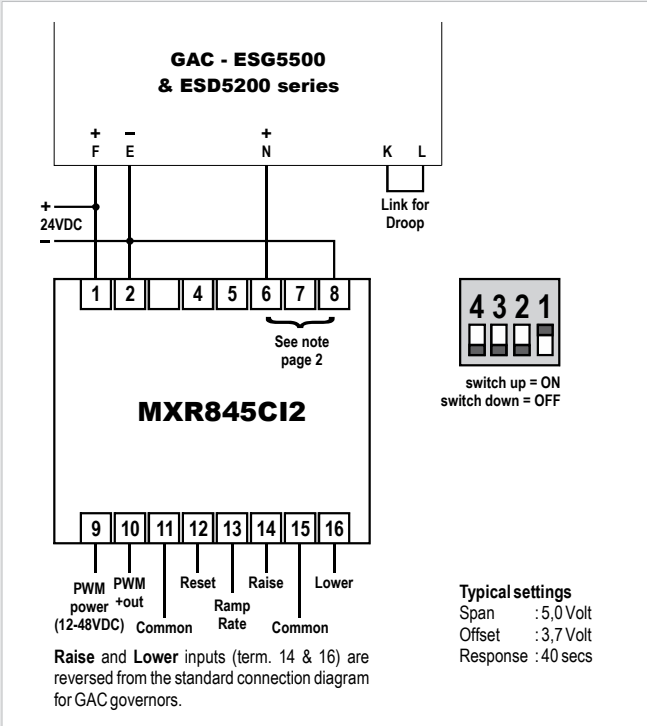 GAC - ESG5500
& ESD5200 series
+ − +
F E N K L
+
24VDC
−
Link for
Droop
1 2 4 5 6 7 8
See note
page 2
4 3 2 1
switch up = ON
switch down = OFF
MXR845CI2
9 10 11 12 13 14 15 16
PWM
power
(12-48VDC)
PWM
+out
Common
Reset
Ramp
Rate
Raise
Common
Lower
Raise and Lower inputs (term. 14 & 16) are
reversed from the standard connection diagram
for GAC governors.
Typical settings
Span : 5,0 Volt
Offset : 3,7 Volt
Response : 40 secs